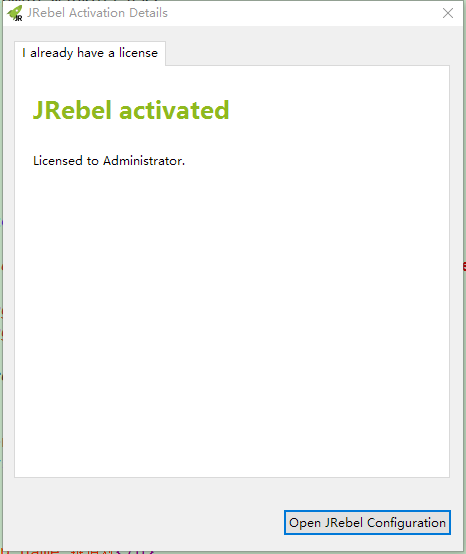 JRebel Activation Details
I already have a license
JRebel activated
Licensed to Administrator.
Open JRebel Configuration